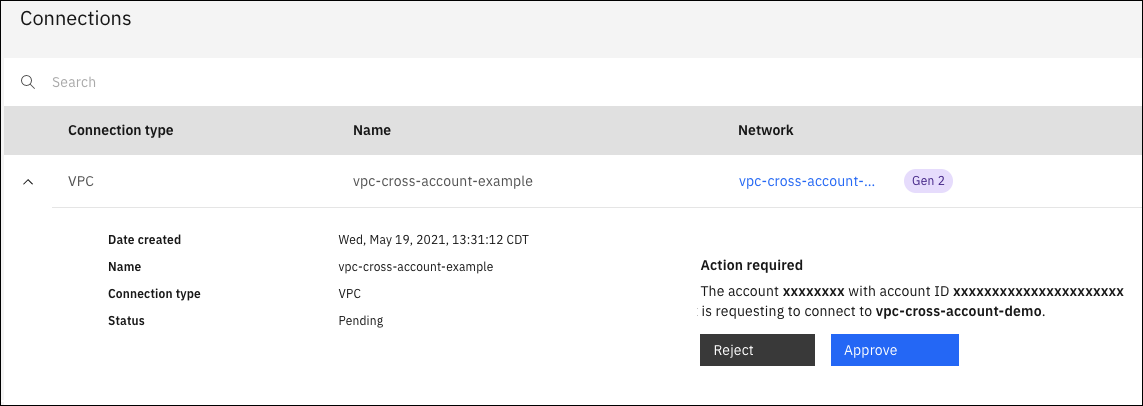 Connections
Search
Connection type Name Network
VPC vpc-cross-account-example vpc-cross-account-... Gen 2
Date created Wed, May 19, 2021, 13:31:12 CDT
Name vpc-cross-account-example
Connection type VPC
Status Pending
Action required
The account xxxxxxxx with account ID xxxxxxxxxxxxxxxxxxxxxx
is requesting to connect to vpc-cross-account-demo.
Reject Approve